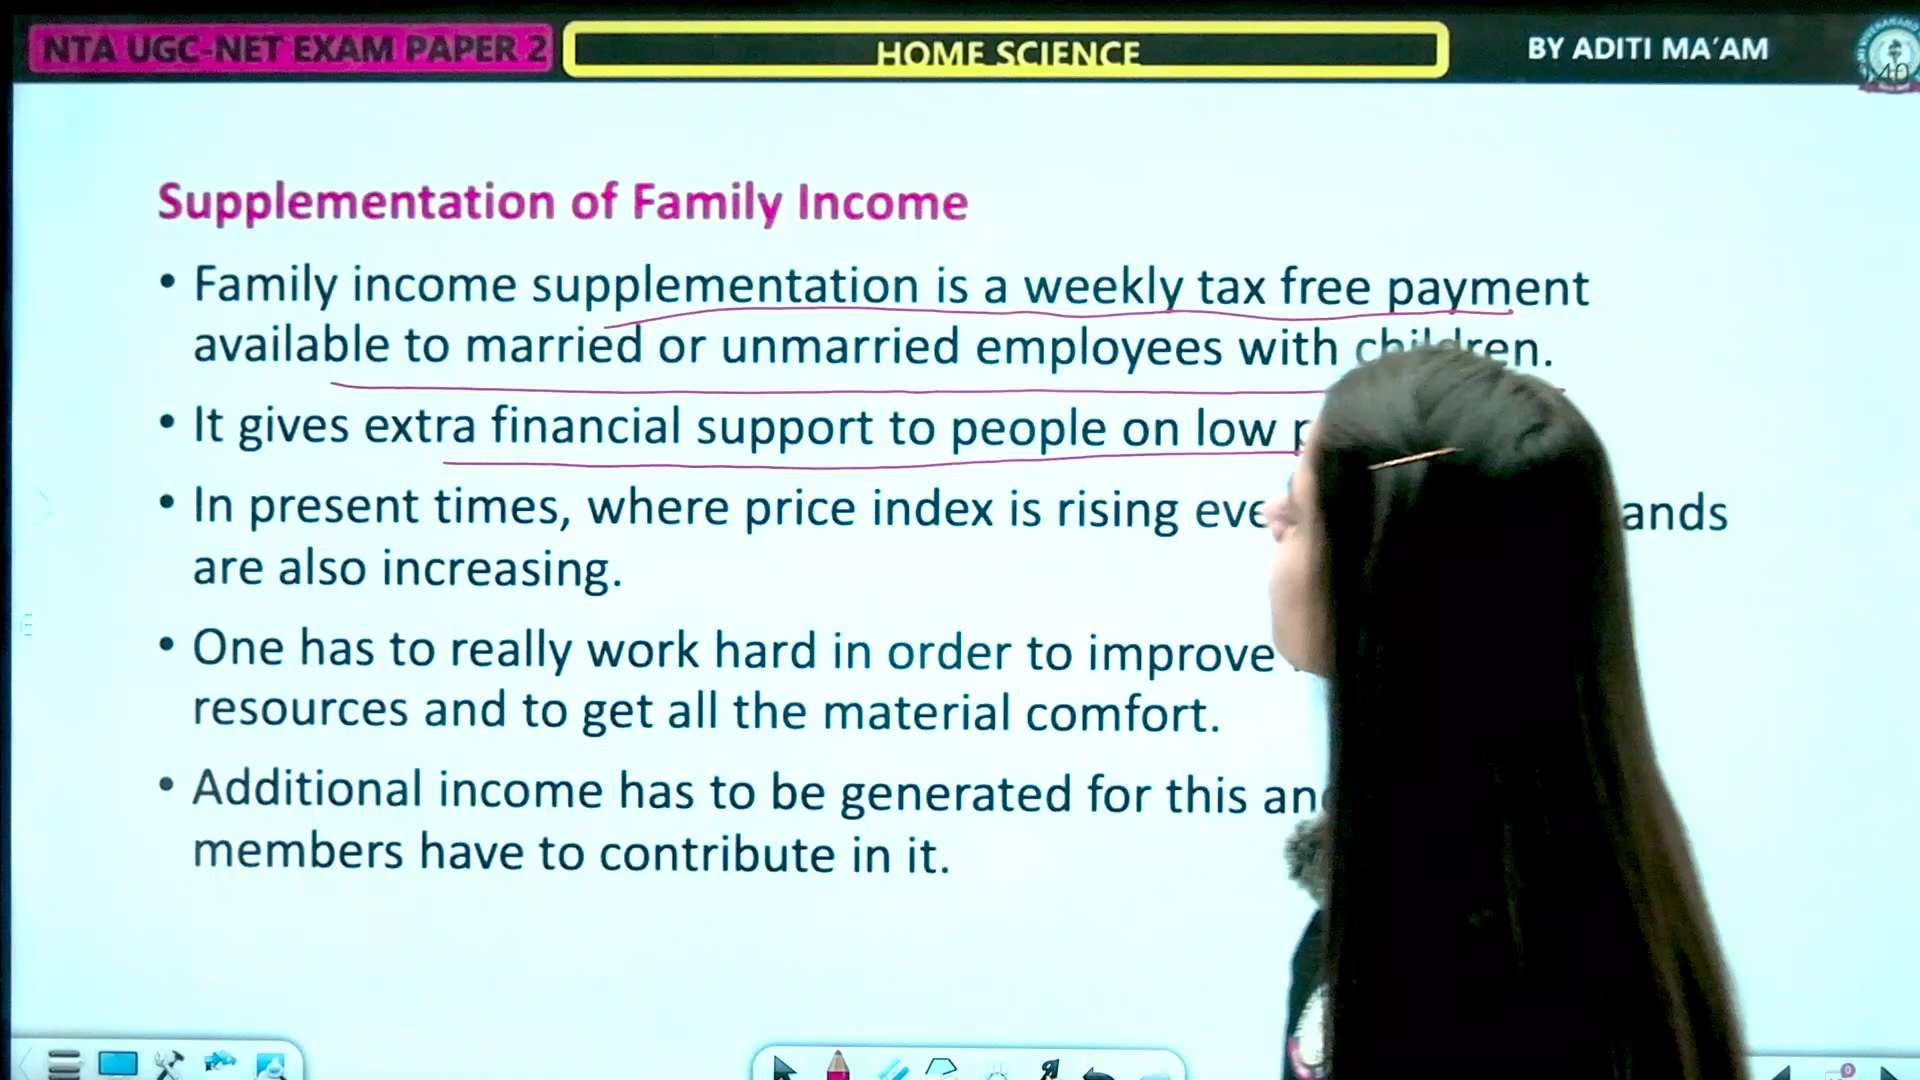 NTA UGC-NET EXAM PAPER 2
HOME SCIENCE
BY ADITI MA'AM
40
Supplementation of Family Income
• Family income supplementation is a weekly tax free payment
available to married or unmarried employees with children.
• It gives extra financial support to people on low
• In present times, where price index is rising
are also increasing.
• One has to really work hard in order to improve
resources and to get all the material comfort.
• Additional income has to be generated for this
members have to contribute in it.
0